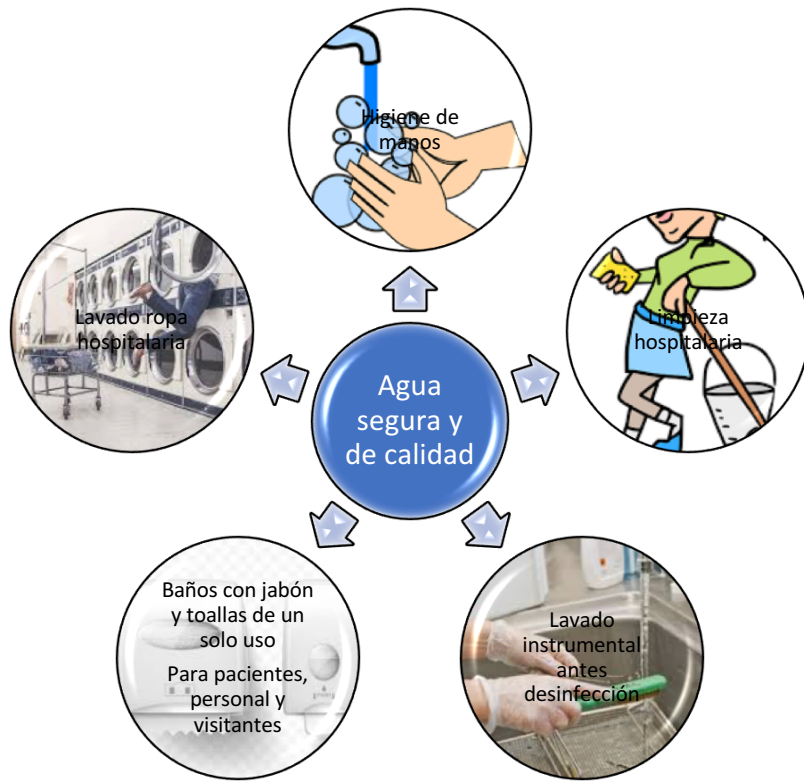 Higiene de
manos
Limpieza
hospitalaria
Lavado
instrumental
antes
desinfección
Baños con jabón
y toallas de un
solo uso
Para pacientes,
personal y
visitantes
Lavado ropa
hospitalaria
Agua
segura y
de calidad